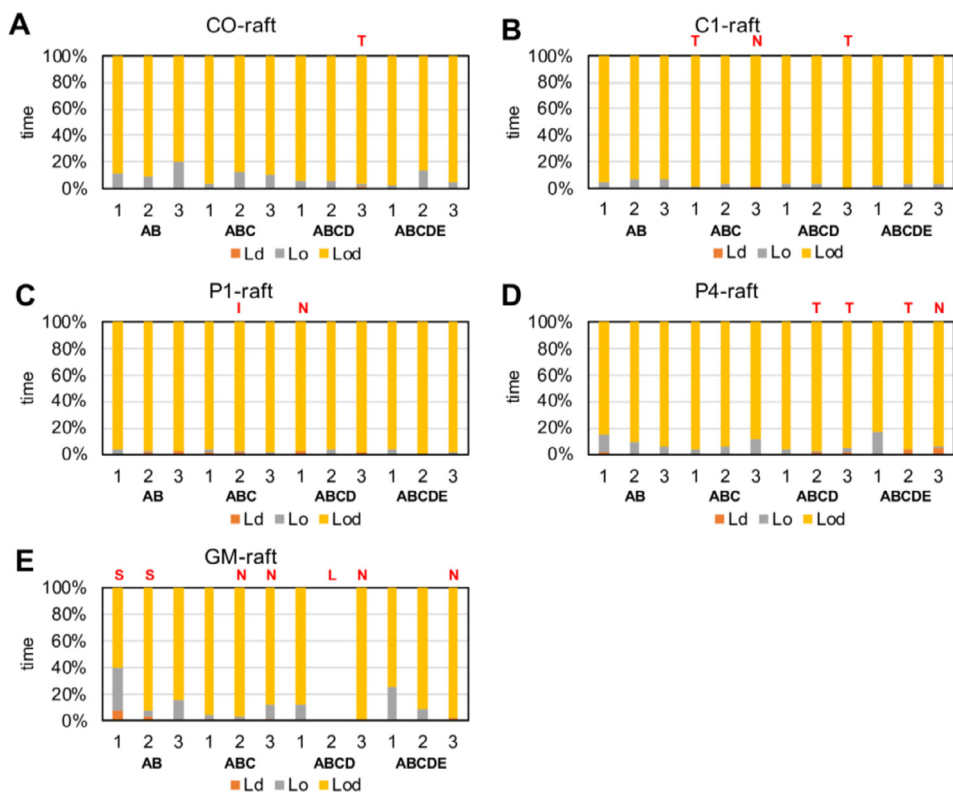 A
CO-raft
T
100%
80%
60%
40%
20%
0%
time
1 2 3 1 2 3 1 2 3 1 2 3
AB ABC ABCD ABCDE
Ld Lo Lod
B
C1-raft
T N T
100%
80%
60%
40%
20%
0%
time
1 2 3 1 2 3 1 2 3 1 2 3
AB ABC ABCD ABCDE
Ld Lo Lod
C
P1-raft
I N
100%
80%
60%
40%
20%
0%
time
1 2 3 1 2 3 1 2 3 1 2 3
AB ABC ABCD ABCDE
Ld Lo Lod
D
P4-raft
T T T N
100%
80%
60%
40%
20%
0%
time
1 2 3 1 2 3 1 2 3 1 2 3
AB ABC ABCD ABCDE
Ld Lo Lod
E
GM-raft
S S N N L N N
100%
80%
60%
40%
20%
0%
time
1 2 3 1 2 3 1 2 3 1 2 3
AB ABC ABCD ABCDE
Ld Lo Lod